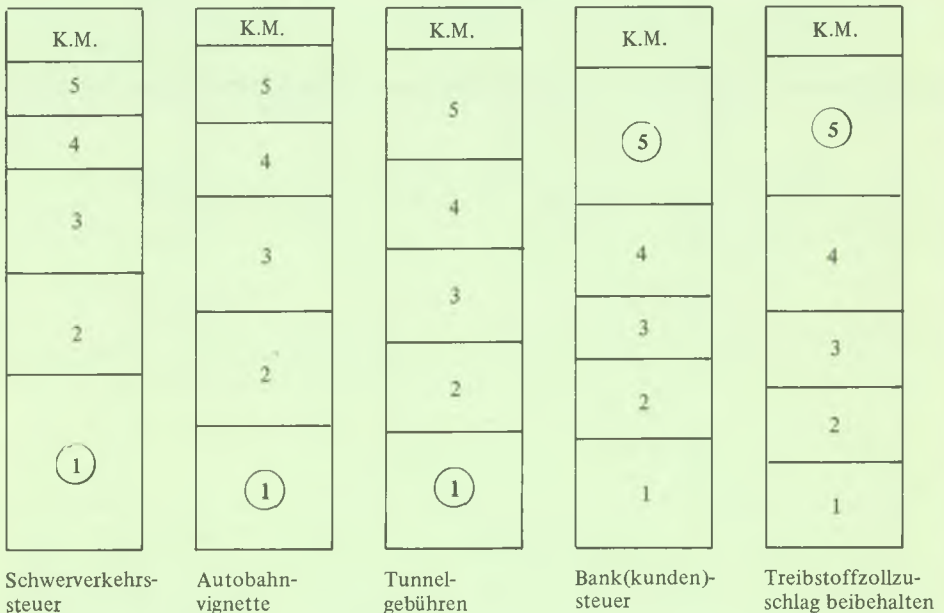 K.M.
5
4
3
2
1
Schwerverkehrs-
steuer
K.M.
5
4
3
2
1
Autobahn-
vignette
K.M.
5
4
3
2
1
Tunnel-
gebühren
K.M.
5
4
3
2
1
Bank(kunden)-
steuer
K.M.
5
4
3
2
1
Treibstoffzollzu-
schlag beibehalten